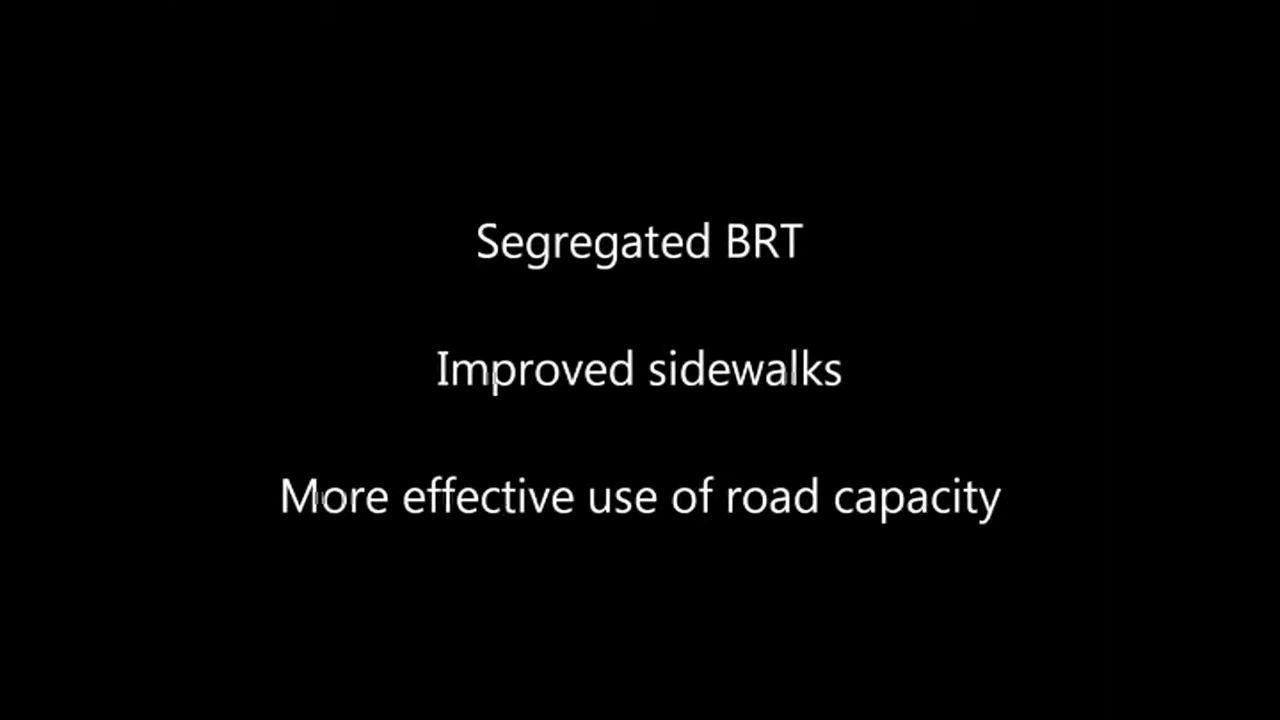 Segregated BRT
Improved sidewalks
More effective use of road capacity